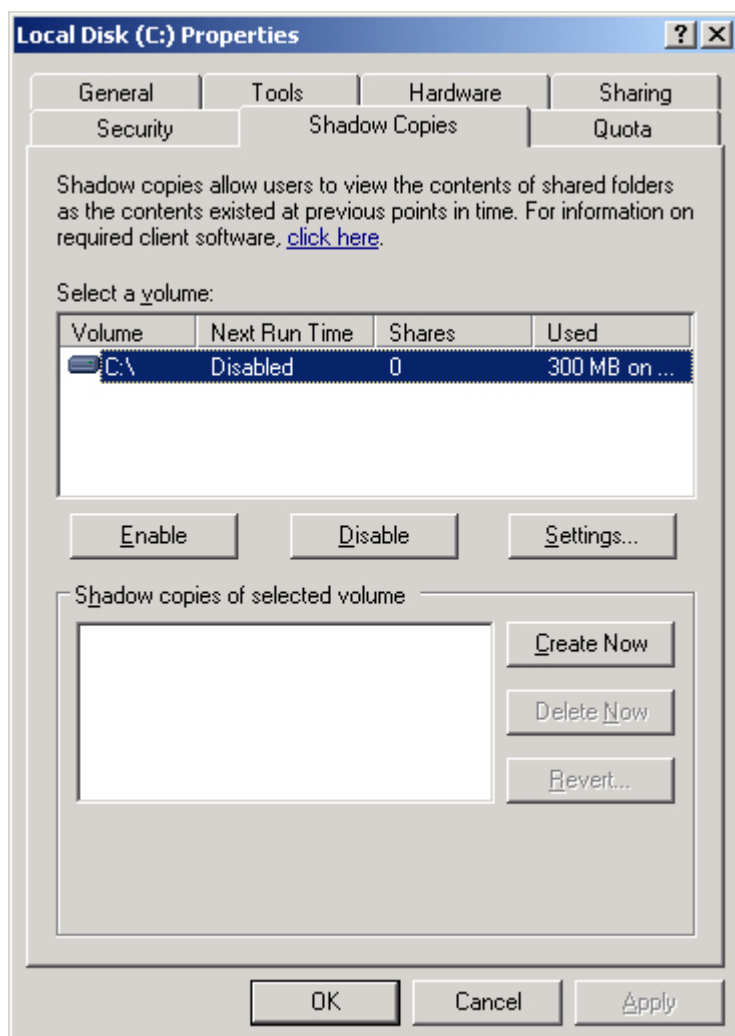 Local Disk (C:) Properties
General Tools Hardware Sharing
Security Shadow Copies Quota
Shadow copies allow users to view the contents of shared folders
as the contents existed at previous points in time. For information on
required client software, click here.
Select a volume:
Volume Next Run Time Shares Used
C:\ Disabled 0 300 MB on ...
Enable Disable Settings...
Shadow copies of selected volume
Create Now
Delete Now
Revert...
OK Cancel Apply